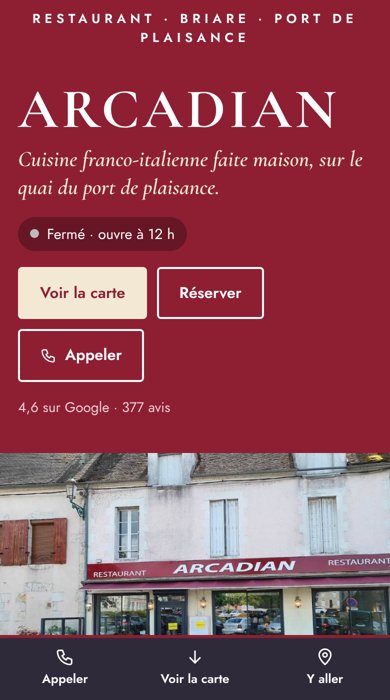 RESTAURANT · BRIARE · PORT DE
PLAISANCE
ARCADIAN
Cuisine franco-italienne faite maison, sur le
quai du port de plaisance.
Fermé · ouvre à 12 h
Voir la carte
Réserver
Appeler
4,6 sur Google · 377 avis
RESTAURANT ARCADIAN RESTAURANT
Appeler
Voir la carte
Y aller